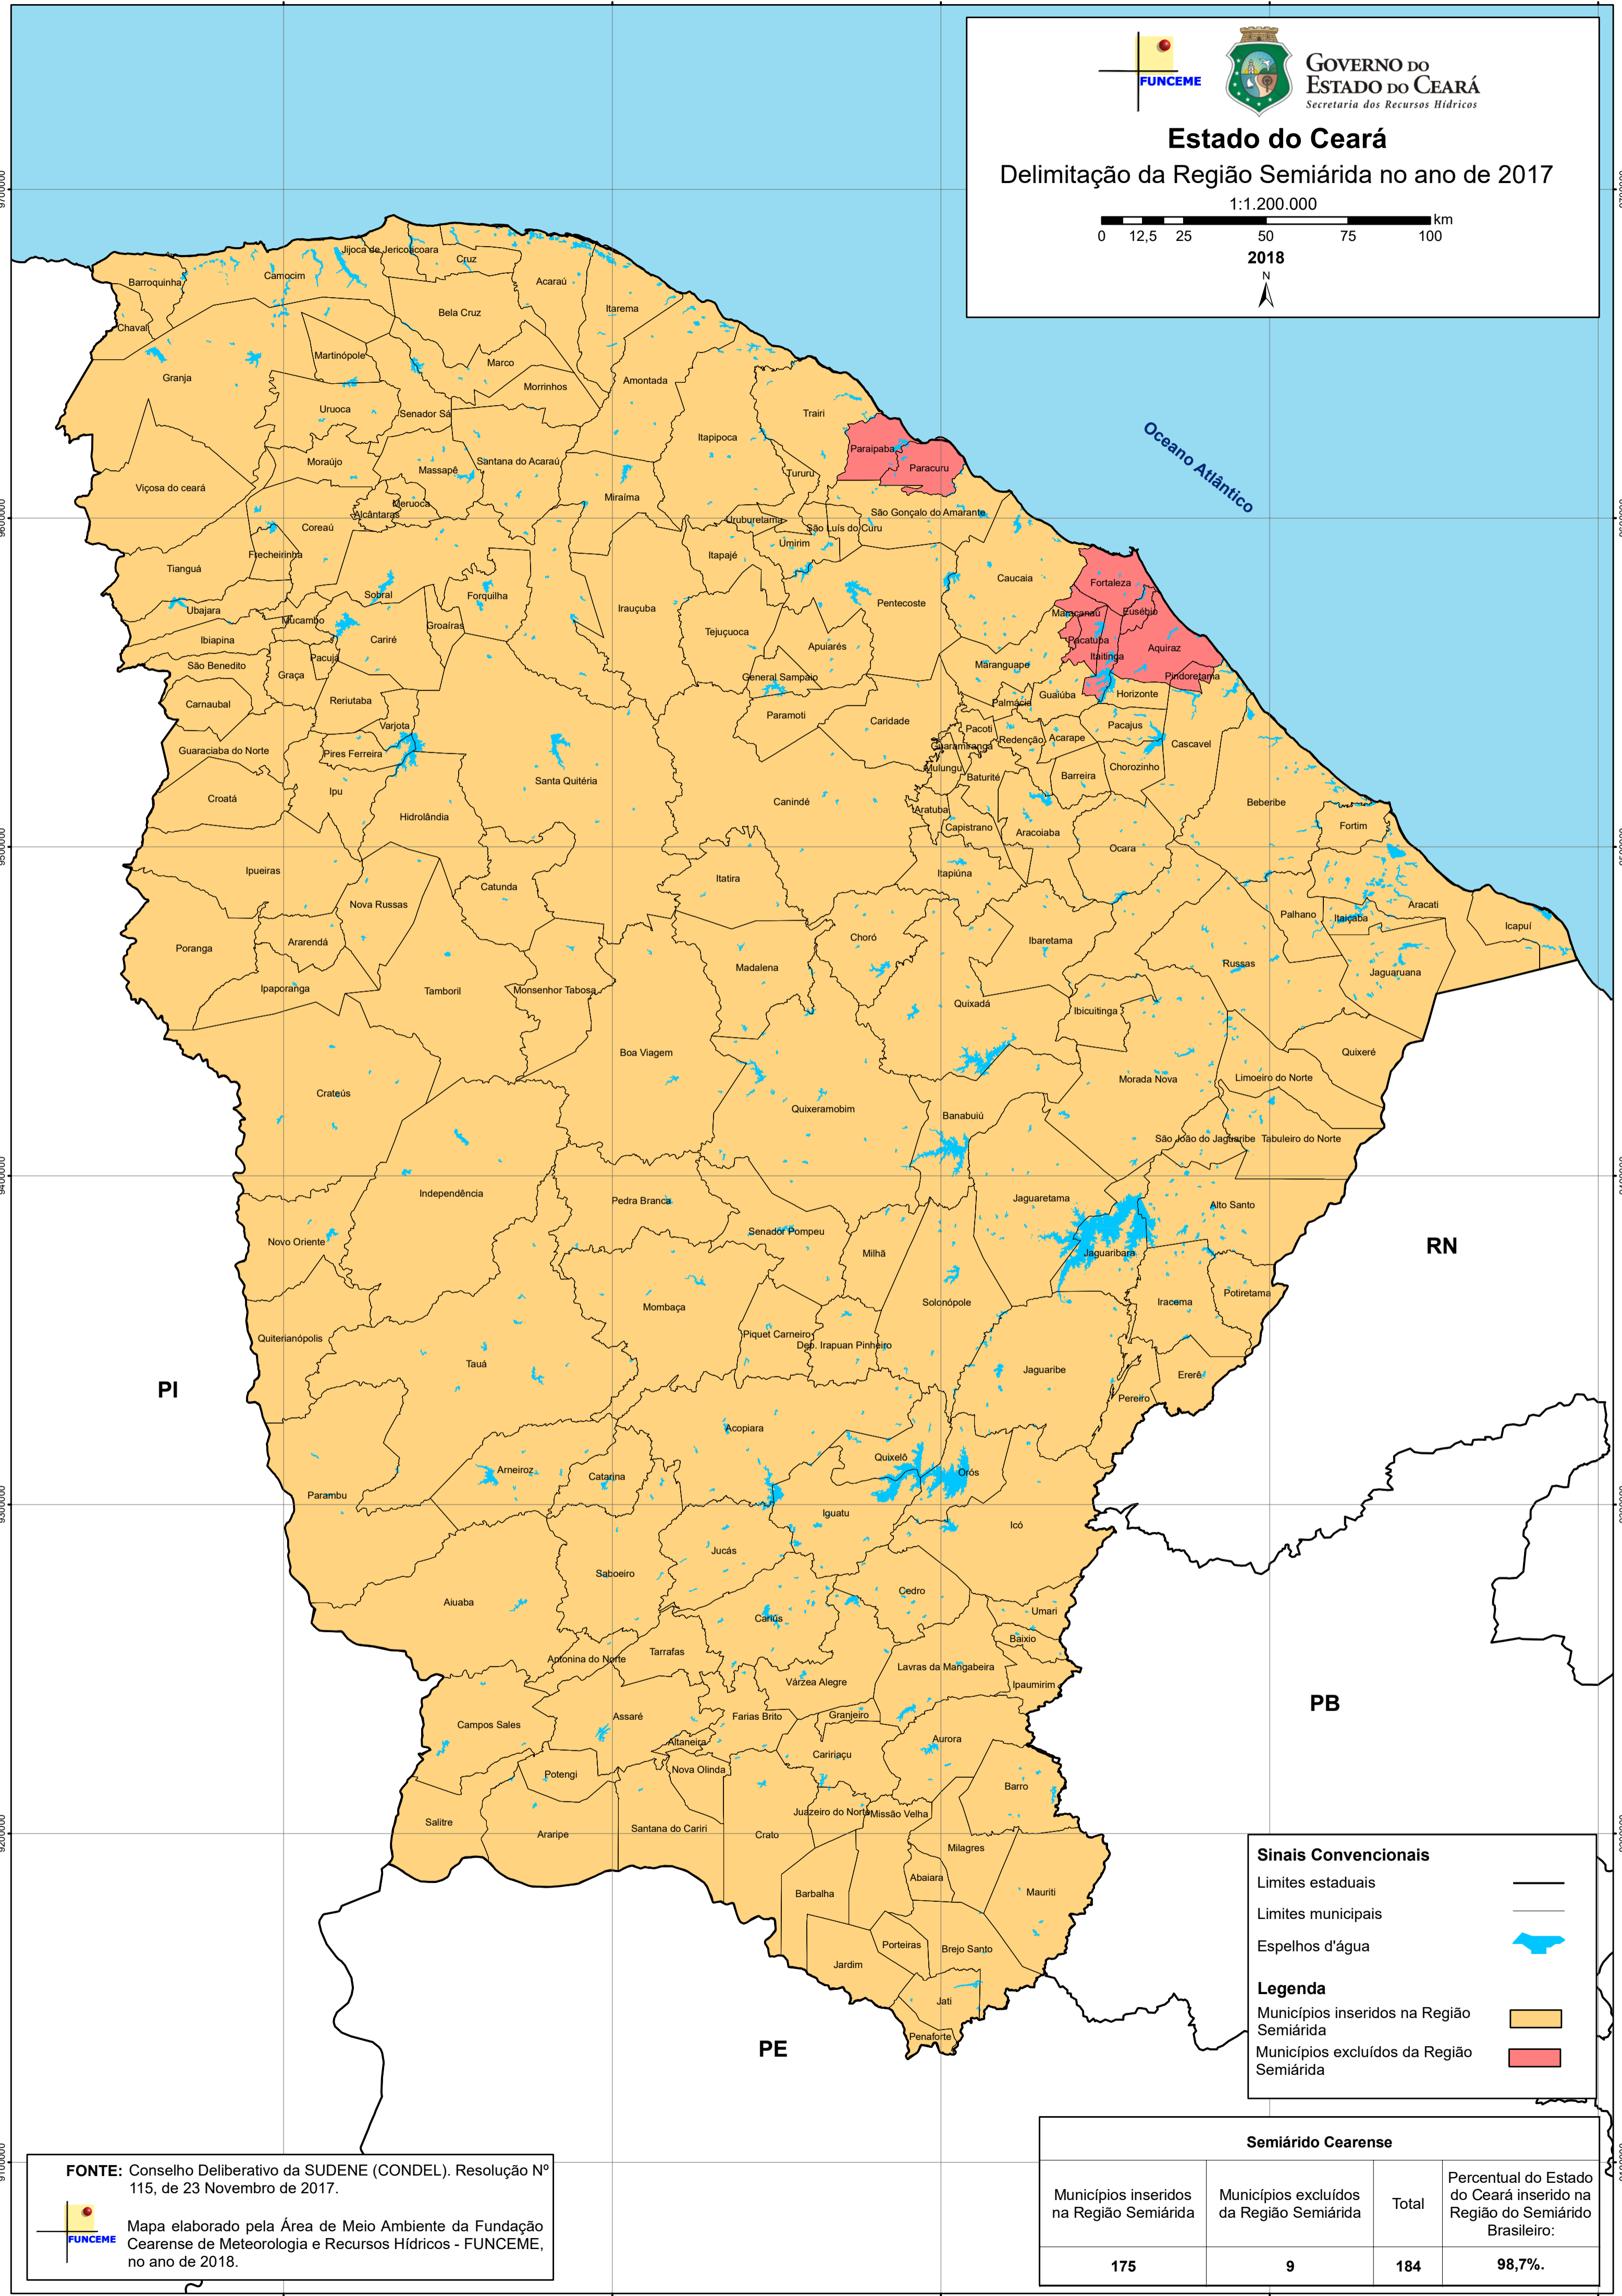 FUNCEME
GOVERNO DO
ESTADO DO CEARÁ
Secretaria dos Recursos Hídricos
Estado do Ceará
Delimitação da Região Semiárida no ano de 2017
1:1.200.000
km
0 12,5 25 50 75 100
2018
N
Oceano Atlântico
Jijoca de Jericoacoara
Cruz
Barroquinha
Camocim
Acaraú
Itarema
Bela Cruz
Chaval
Martinópole
Marco
Granja
Morrinhos
Amontada
Uruoca
Senador Sá
Trairi
Itapipoca
Paraipaba
Paracuru
Moraújo
Massapê
Santana do Acaraú
Tururu
Viçosa do ceará
Miraíma
Meruoca
Alcântaras
São Gonçalo do Amarante
Uruburetama
São Luís do Curu
Coreaú
Umirim
Frecheirinha
Itapajé
Tianguá
Caucaia
Fortaleza
Sobral
Forquilha
Pentecoste
Ubajara
Irauçuba
Maracanaú
Eusébio
Mucambo
Groaíras
Tejuçuoca
Ibiapina
Cariré
Pacatuba
Apuiarés
Aquiraz
Itaitinga
Pacujá
São Benedito
Maranguape
Graça
General Sampaio
Pindoretama
Guaiúba
Horizonte
Carnaubal
Reriutaba
Palmácia
Paramoti
Caridade
Varjota
Pacoti
Pacajus
Redenção
Acarape
Guaramiranga
Cascavel
Guaraciaba do Norte
Pires Ferreira
Mulungu
Chorozinho
Baturité
Barreira
Santa Quitéria
Ipu
Croatá
Canindé
Beberibe
Aratuba
Hidrolândia
Capistrano
Aracoiaba
Fortim
Ocara
Ipueiras
Itatira
Itapiúna
Catunda
Nova Russas
Aracati
Palhano
Itaiçaba
Icapuí
Choró
Ibaretama
Ararendá
Poranga
Madalena
Russas
Jaguaruana
Ipaporanga
Tamboril
Monsenhor Tabosa
Quixadá
Ibicuitinga
Boa Viagem
Quixeré
Morada Nova
Limoeiro do Norte
Crateús
Quixeramobim
Banabuiú
São João do Jaguaribe
Tabuleiro do Norte
Independência
Pedra Branca
Jaguaretama
Alto Santo
Senador Pompeu
Novo Oriente
Milhã
Jaguaribara
RN
Potiretama
Iracema
Solonópole
Mombaça
Quiterianópolis
Piquet Carneiro
Dep. Irapuan Pinheiro
Tauá
Jaguaribe
Ererê
PI
Pereiro
Acopiara
Quixelô
Arneiroz
Catarina
Orós
Parambu
Iguatu
Icó
Jucás
Saboeiro
Cedro
Aiuaba
Umari
Cariús
Baixio
Tarrafas
Antonina do Norte
Lavras da Mangabeira
Várzea Alegre
Ipaumirim
PB
Granjeiro
Assaré
Farias Brito
Campos Sales
Aurora
Altaneira
Caririaçu
Nova Olinda
Potengi
Barro
Juazeiro do Norte
Missão Velha
Salitre
Santana do Cariri
Araripe
Crato
Milagres
Abaiara
Barbalha
Mauriti
Porteiras
Brejo Santo
Jardim
Jati
Penaforte
PE
9700000
9600000
9500000
9400000
9300000
9200000
9100000
Sinais Convencionais
Limites estaduais
Limites municipais
Espelhos d'água
Legenda
Municípios inseridos na Região
Semiárida
Municípios excluídos da Região
Semiárida
Semiárido Cearense
Municípios inseridos
na Região Semiárida
Municípios excluídos
da Região Semiárida
Total
Percentual do Estado
do Ceará inserido na
Região do Semiárido
Brasileiro:
175 9 184 98,7%.
FONTE: Conselho Deliberativo da SUDENE (CONDEL). Resolução Nº
115, de 23 Novembro de 2017.
FUNCEME
Mapa elaborado pela Área de Meio Ambiente da Fundação
Cearense de Meteorologia e Recursos Hídricos - FUNCEME,
no ano de 2018.